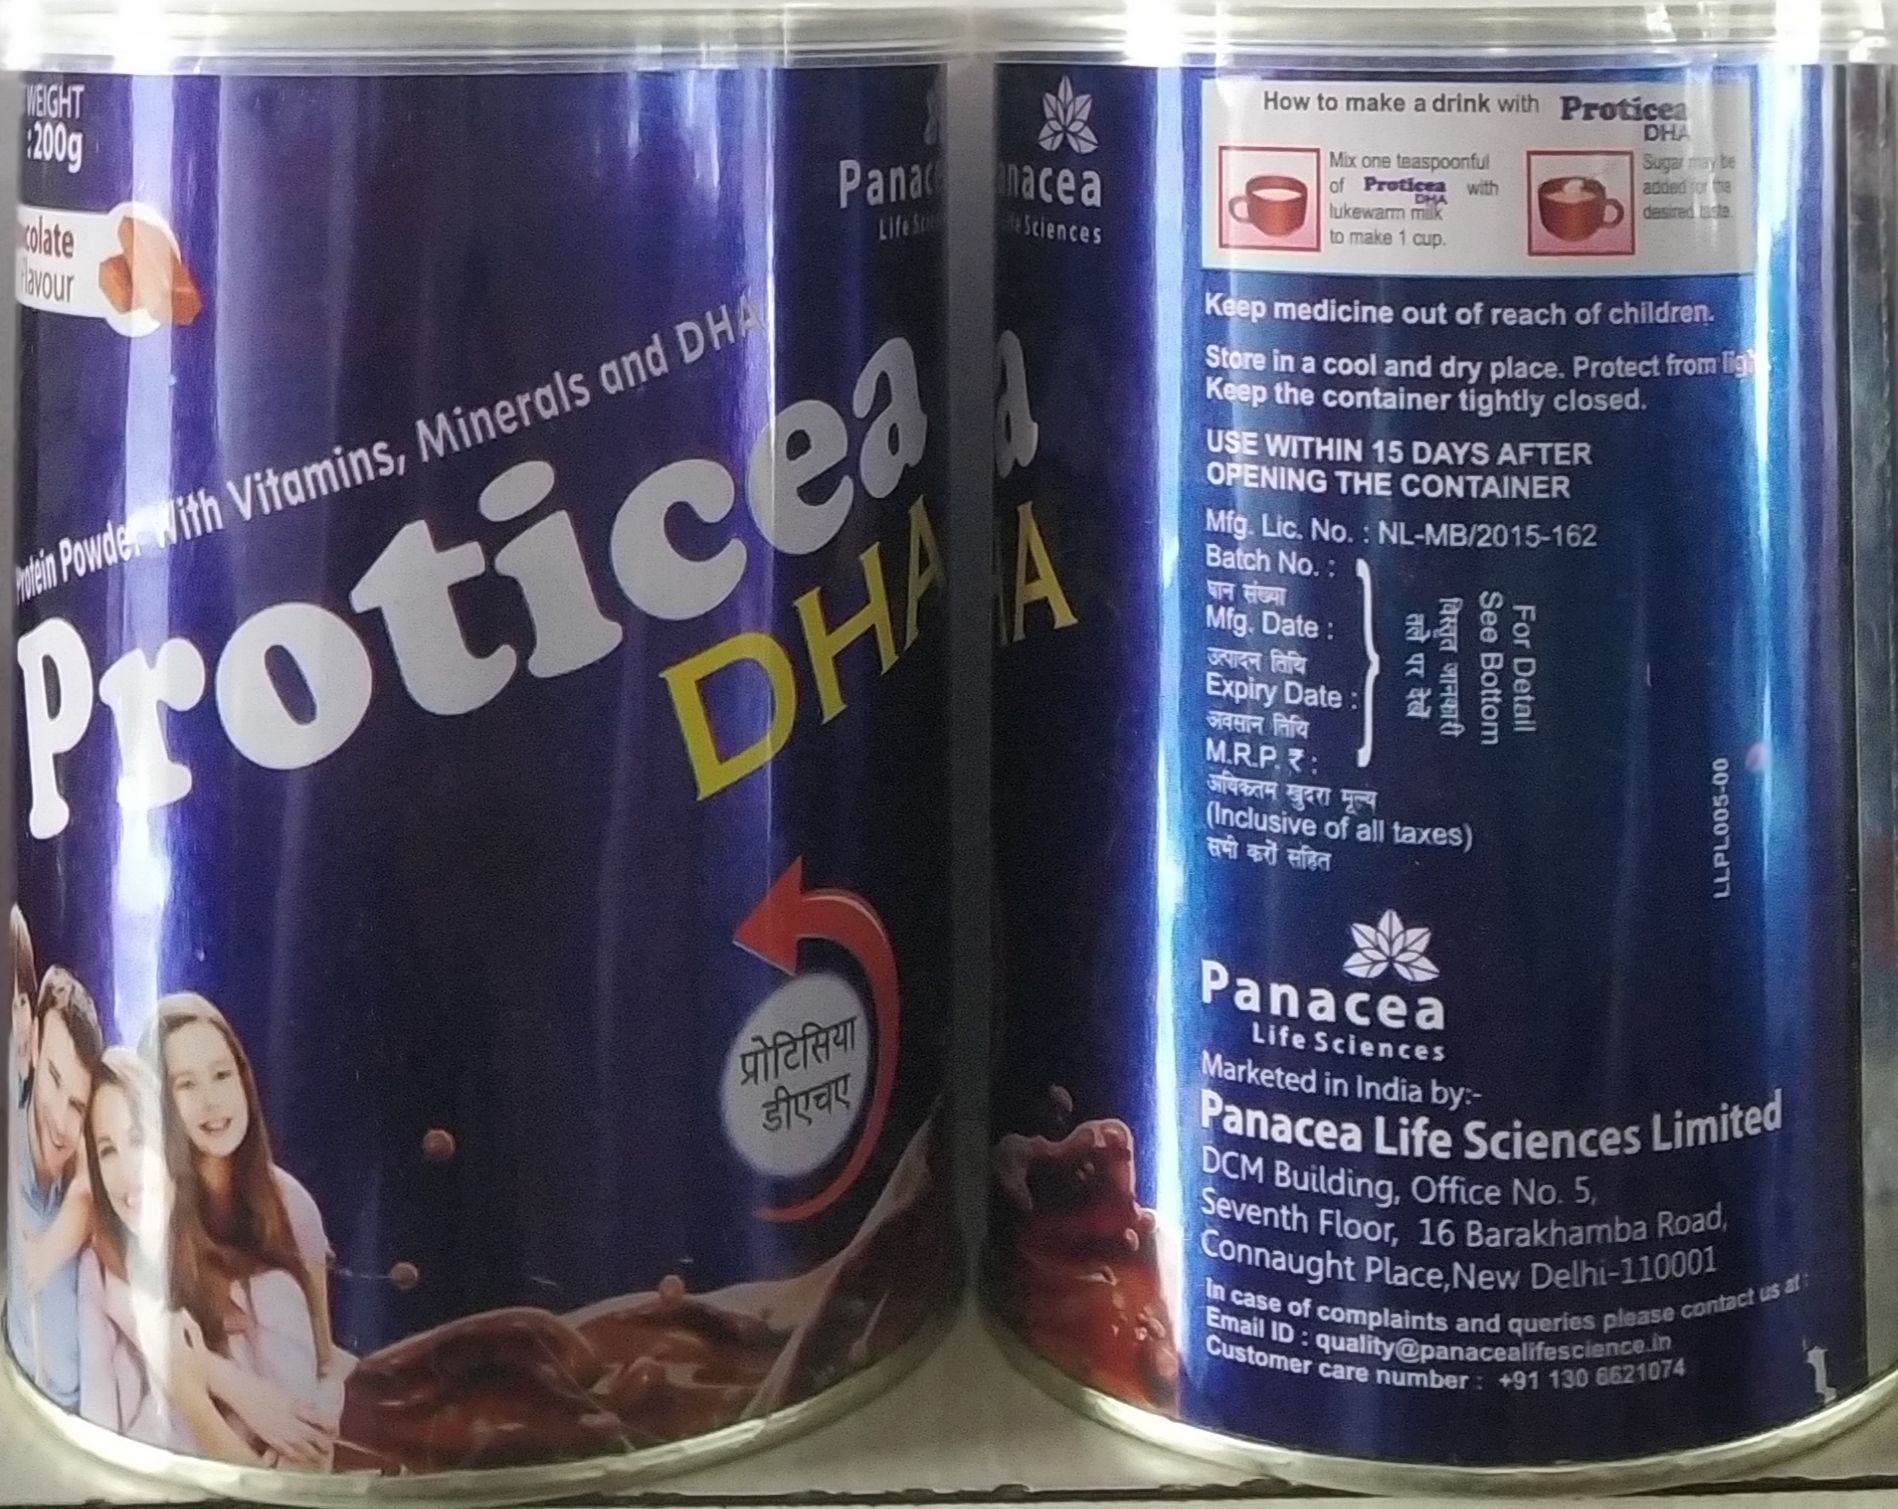 WEIGHT
: 200g
colate
Flavour
Panac
Life Sci
Protein Powder With Vitamins, Minerals and DHA
Proticea
DHA
प्रोटिसिया
डीएचए
nacea
Life Sciences
a
HA
How to make a drink with Proticea
DHA
Mix one teaspoonful
of Proticea with
DHA
lukewarm milk
to make 1 cup.
Sugar may be
added for the
desired taste.
Keep medicine out of reach of children.
Store in a cool and dry place. Protect from ligh
Keep the container tightly closed.
USE WITHIN 15 DAYS AFTER
OPENING THE CONTAINER
Mfg. Lic. No. : NL-MB/2015-162
Batch No. :
घान संख्या
Mfg. Date :
उत्पादन तिथि
Expiry Date :
अवसान तिथि
M.R.P. ₹ :
अधिकतम खुदरा मूल्य
(Inclusive of all taxes)
सभी करों सहित
For Detail
See Bottom
विस्तृत जानकारी
तले पर देखें
LLPL005-00
Panacea
Life Sciences
Marketed in India by:-
Panacea Life Sciences Limited
DCM Building, Office No. 5,
Seventh Floor, 16 Barakhamba Road,
Connaught Place,New Delhi-110001
In case of complaints and queries please contact us at :
Email ID : quality@panacealifescience.in
Customer care number : +91 130 6621074